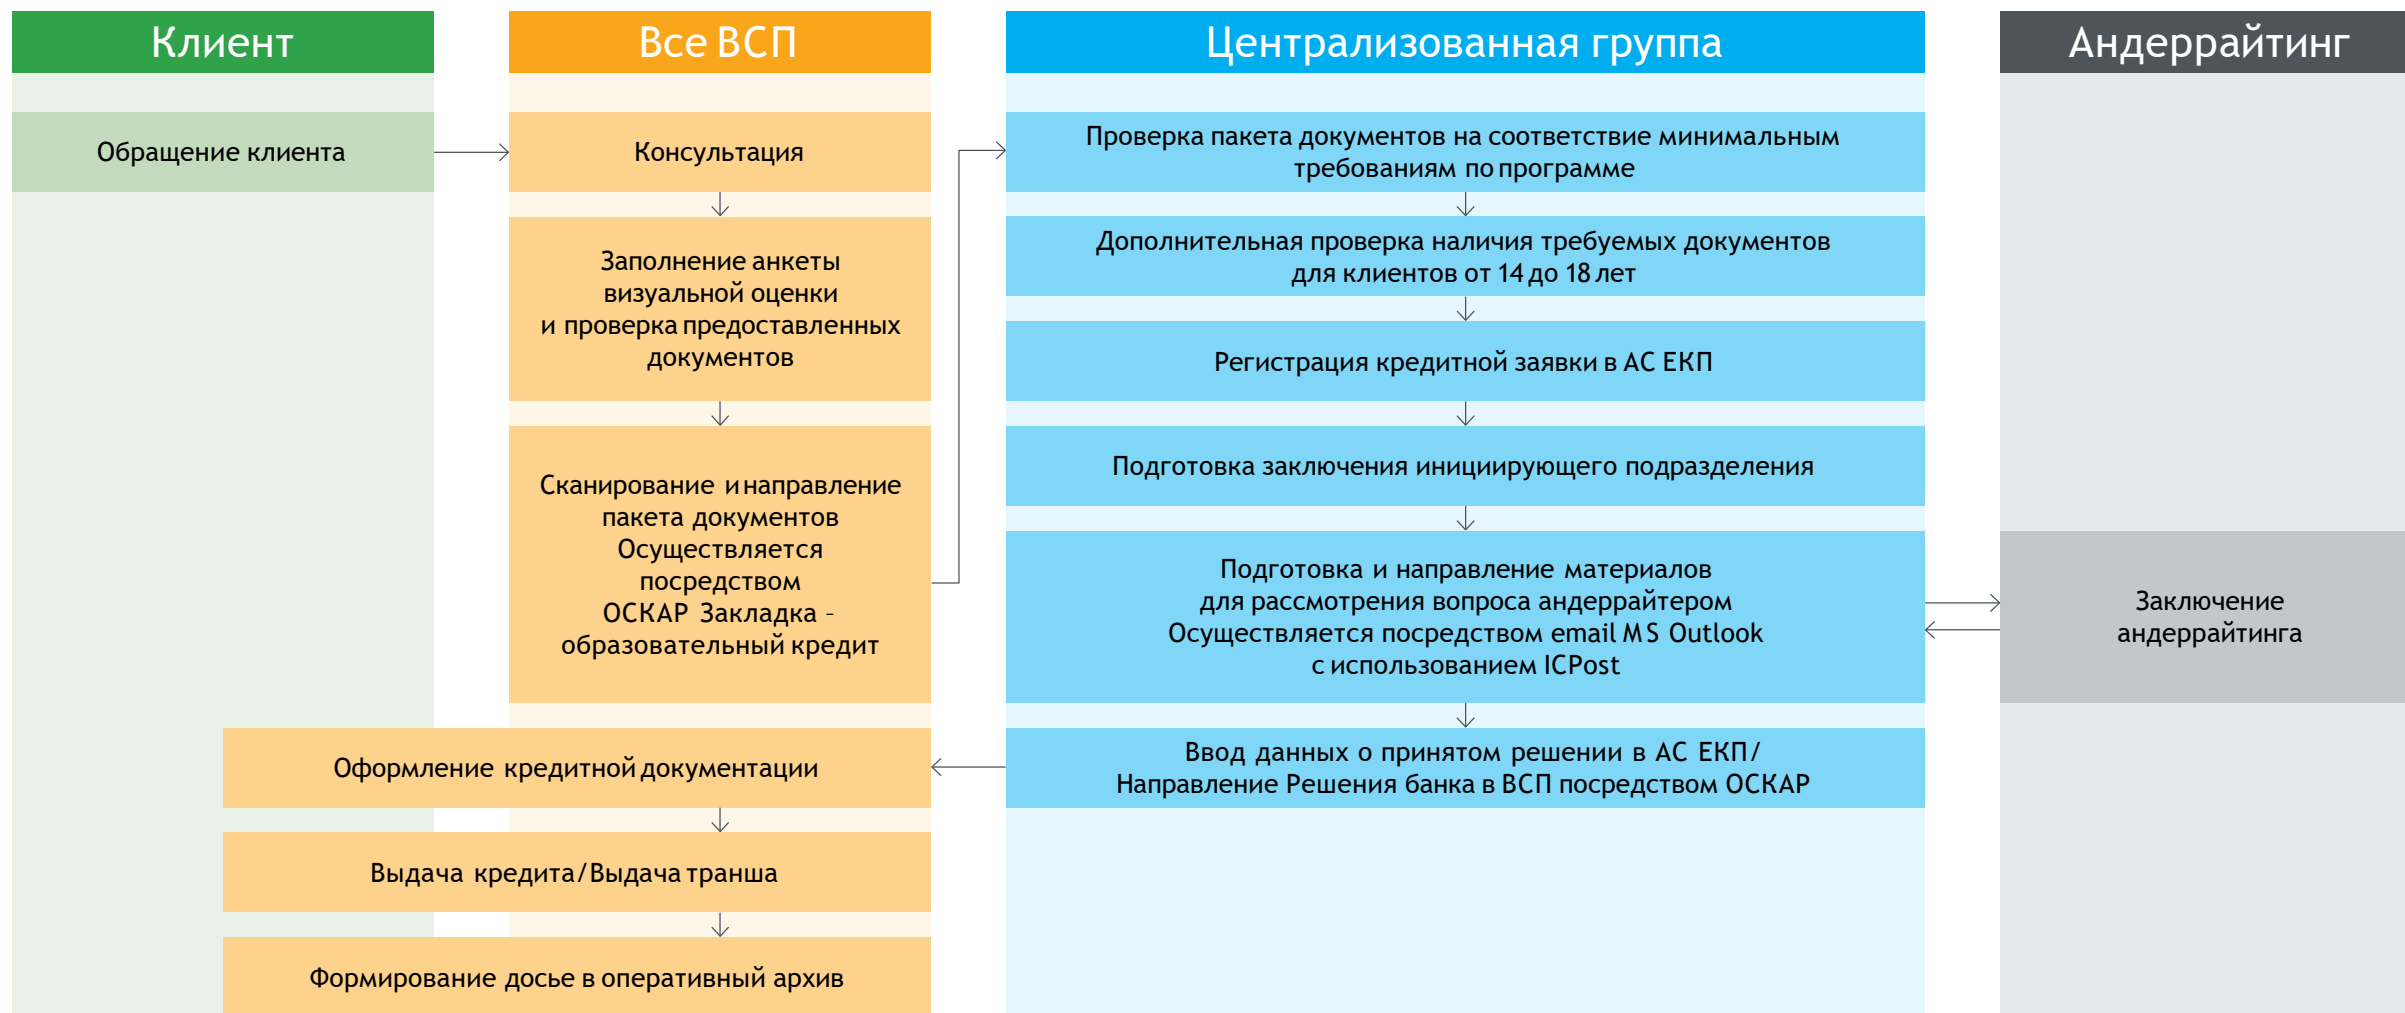 Клиент
Все ВСП
Централизованная группа
Андеррайтинг
Обращение клиента
Консультация
Заполнение анкеты
визуальной оценки
и проверка предоставленных
документов
Сканирование и направление
пакета документов
Осуществляется
посредством
ОСКАР Закладка –
образовательный кредит
Проверка пакета документов на соответствие минимальным
требованиям по программе
Дополнительная проверка наличия требуемых документов
для клиентов от 14 до 18 лет
Регистрация кредитной заявки в АС ЕКП
Подготовка заключения инициирующего подразделения
Подготовка и направление материалов
для рассмотрения вопроса андеррайтером
Осуществляется посредством email MS Outlook
с использованием ICPost
Заключение
андеррайтинга
Ввод данных о принятом решении в АС ЕКП/
Направление Решения банка в ВСП посредством ОСКАР
Оформление кредитной документации
Выдача кредита/Выдача транша
Формирование досье в оперативный архив